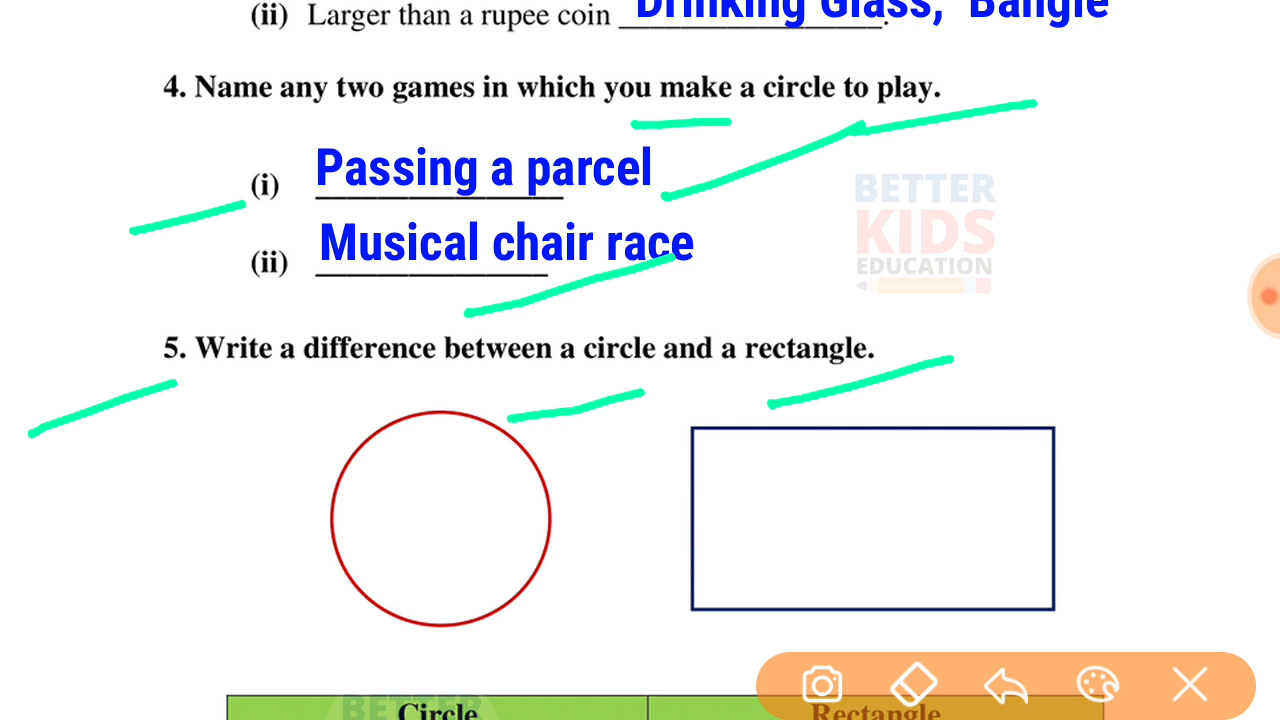 (ii) Larger than a rupee coin Drinking Glass, Bangle.
4. Name any two games in which you make a circle to play.
(i) Passing a parcel
BETTER
KIDS
EDUCATION
(ii) Musical chair race
5. Write a difference between a circle and a rectangle.
BETTER
Circle Rectangle